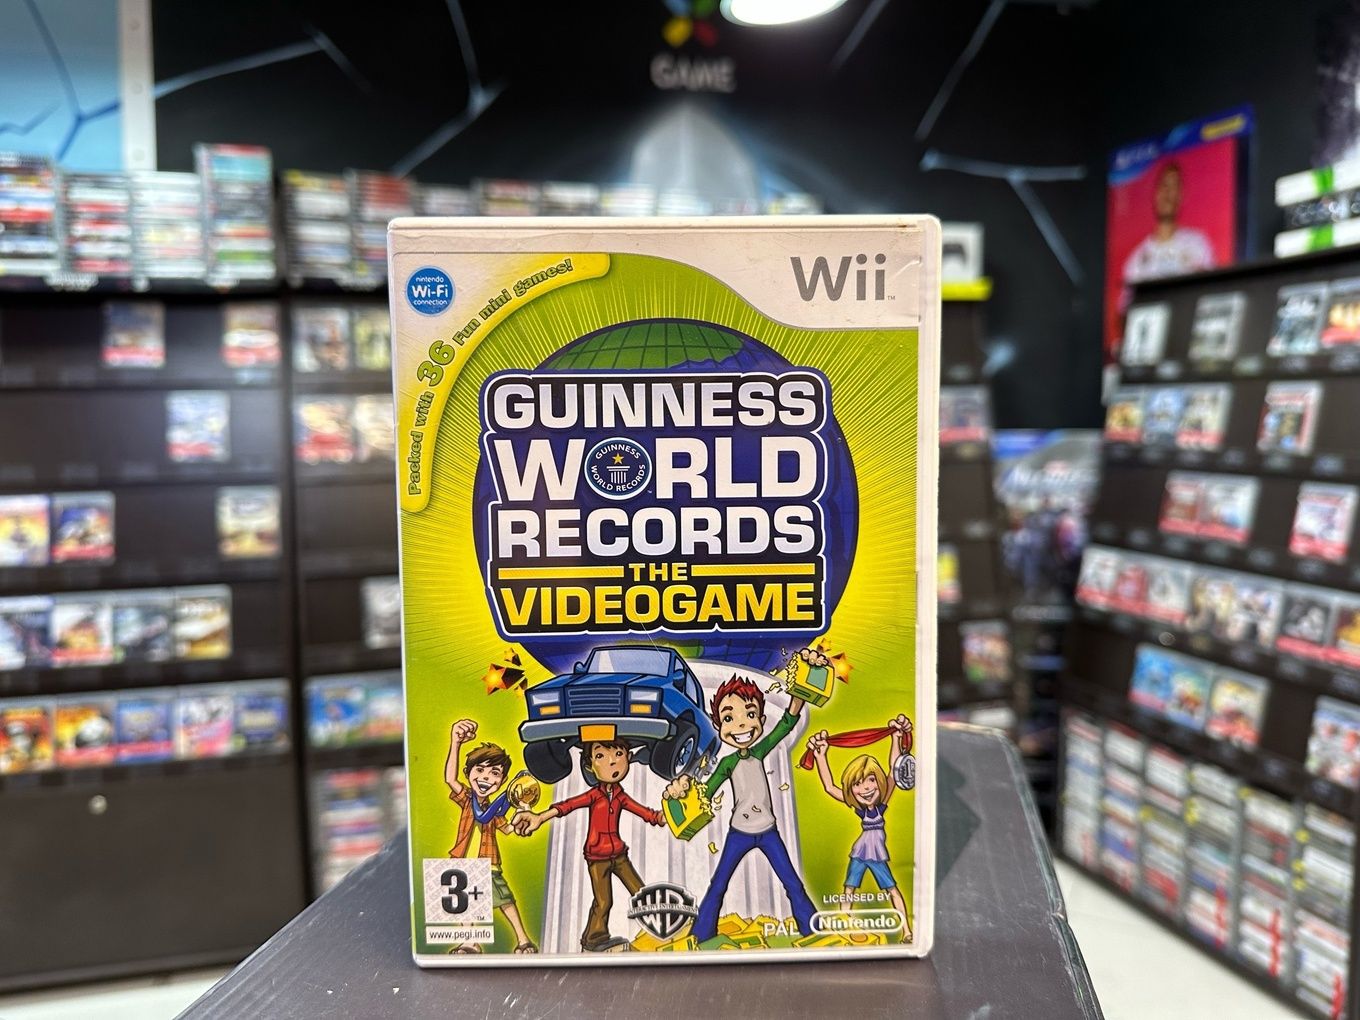 GAME
nintendo
Wi-Fi
connection
Packed with 36 Fun mini games!
Wii
GUINNESS
WORLD
GUINNESS
WORLD RECORDS
RECORDS
THE
VIDEOGAME
3+
www.pegi.info
WB
PAL
LICENSED BY
Nintendo